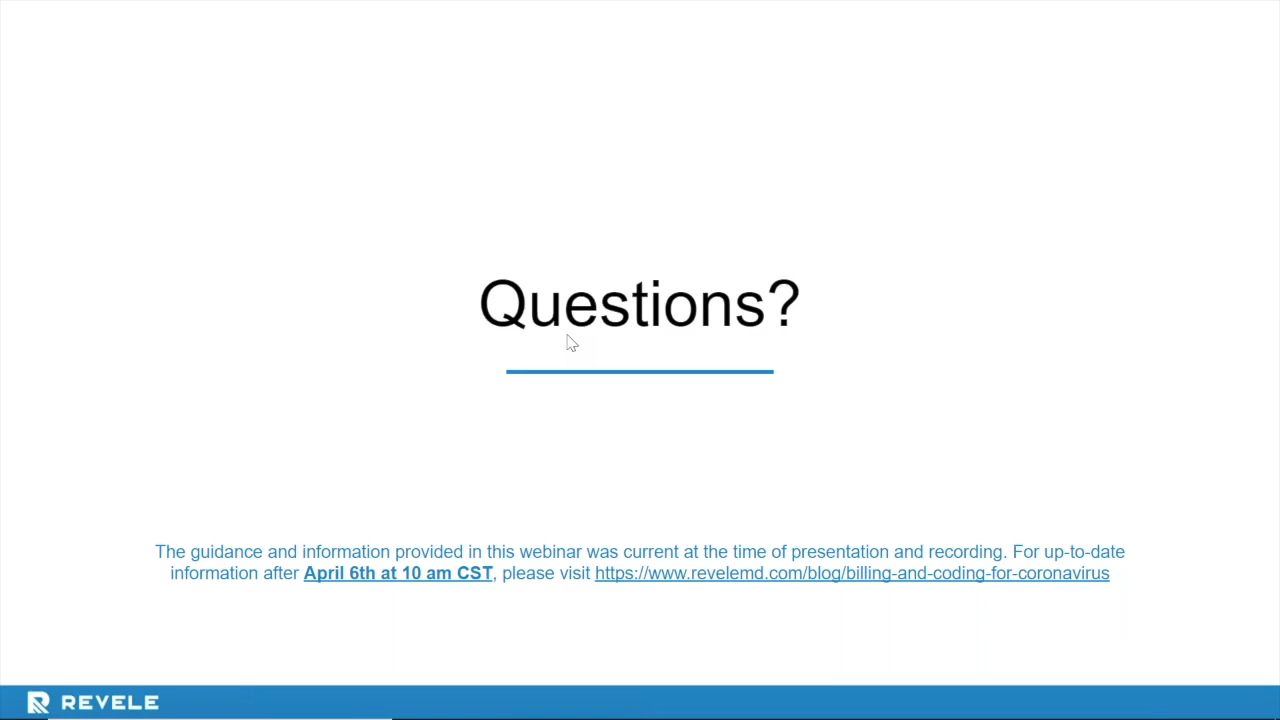 Questions?
The guidance and information provided in this webinar was current at the time of presentation and recording. For up-to-date
information after April 6th at 10 am CST, please visit https://www.revelemd.com/blog/billing-and-coding-for-coronavirus
REVELE